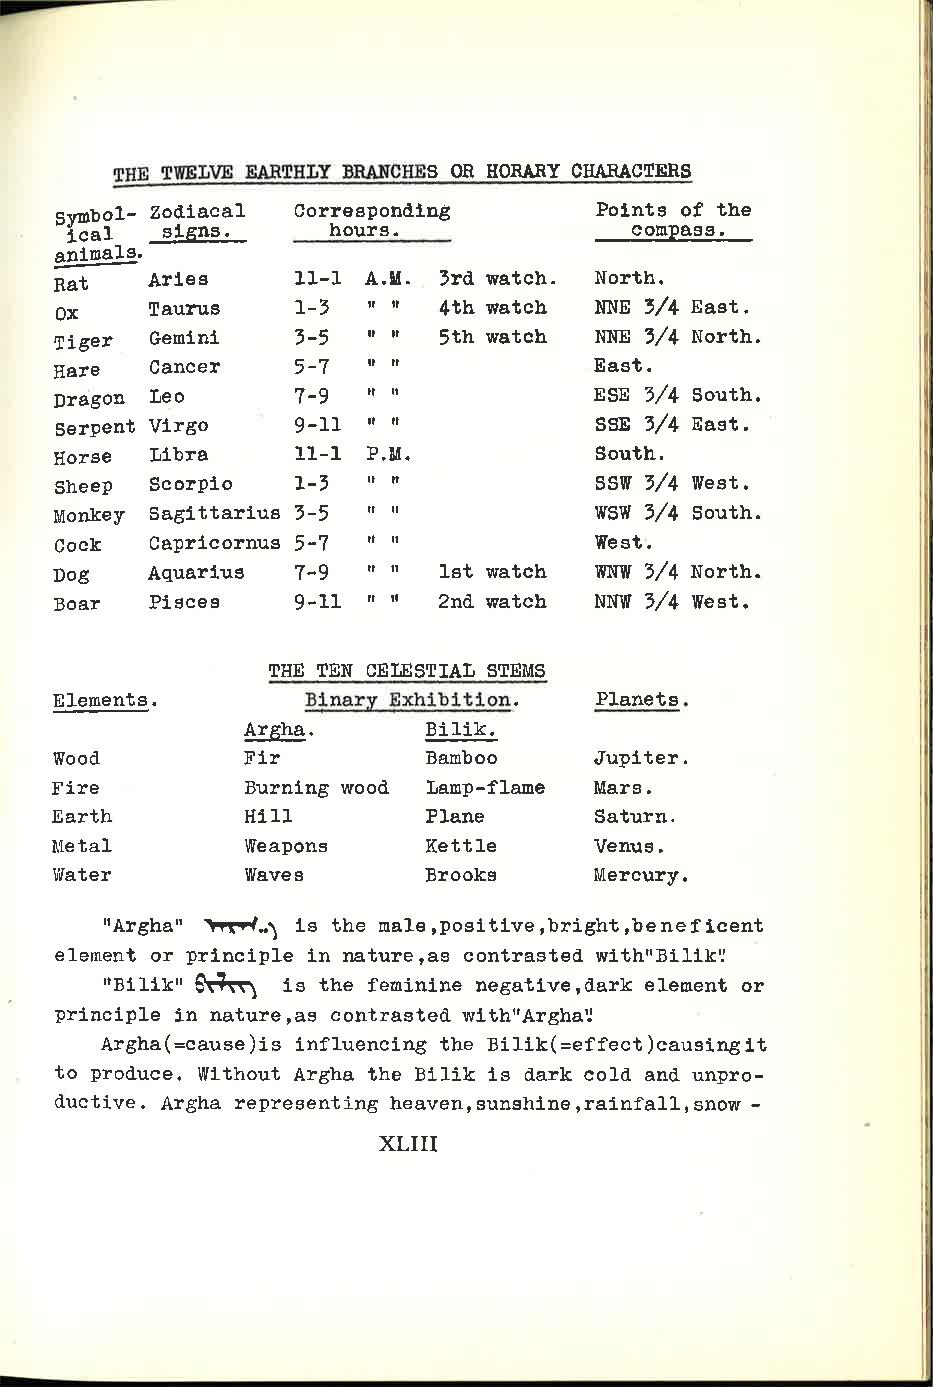 THE TWELVE EARTHLY BRANCHES OR HORARY CHARACTERS
Symbol- Zodiacal Corresponding Points of the
ical signs. hours. compass.
animals.
Rat Aries 11-1 A.M. 3rd watch. North.
Ox Taurus 1-3 " " 4th watch NNE 3/4 East.
Tiger Gemini 3-5 " " 5th watch NNE 3/4 North.
Hare Cancer 5-7 " " East.
Dragon Leo 7-9 " " ESE 3/4 South.
Serpent Virgo 9-11 " " SSE 3/4 East.
Horse Libra 11-1 P.M. South.
Sheep Scorpio 1-3 " " SSW 3/4 West.
Monkey Sagittarius 3-5 " " WSW 3/4 South.
Cock Capricornus 5-7 " " West.
Dog Aquarius 7-9 " " 1st watch WNW 3/4 North.
Boar Pisces 9-11 " " 2nd watch NNW 3/4 West.
THE TEN CELESTIAL STEMS
Elements. Binary Exhibition. Planets.
Argha. Bilik.
Wood Fir Bamboo Jupiter.
Fire Burning wood Lamp-flame Mars.
Earth Hill Plane Saturn.
Metal Weapons Kettle Venus.
Water Waves Brooks Mercury.
"Argha" is the male,positive,bright,beneficent
element or principle in nature,as contrasted with"Bilik".
"Bilik" is the feminine negative,dark element or
principle in nature,as contrasted with"Argha".
Argha(=cause)is influencing the Bilik(=effect)causing it
to produce. Without Argha the Bilik is dark cold and unpro-
ductive. Argha representing heaven,sunshine,rainfall,snow -
XLIII